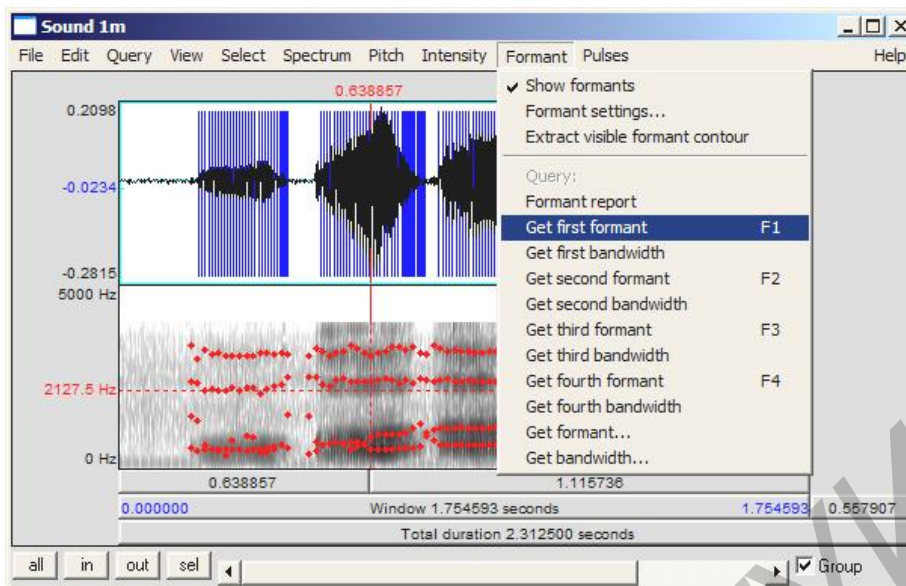 Sound 1m
File Edit Query View Select Spectrum Pitch Intensity Formant Pulses Help
0.638857
0.2098
-0.0234
-0.2815
5000 Hz
2127.5 Hz
0 Hz
Show formants
Formant settings...
Extract visible formant contour
Query:
Formant report
Get first formant F1
Get first bandwidth
Get second formant F2
Get second bandwidth
Get third formant F3
Get third bandwidth
Get fourth formant F4
Get fourth bandwidth
Get formant...
Get bandwidth...
0.638857 1.115736
0.000000 Window 1.754593 seconds 1.754593 0.557907
Total duration 2.312500 seconds
all in out sel Group